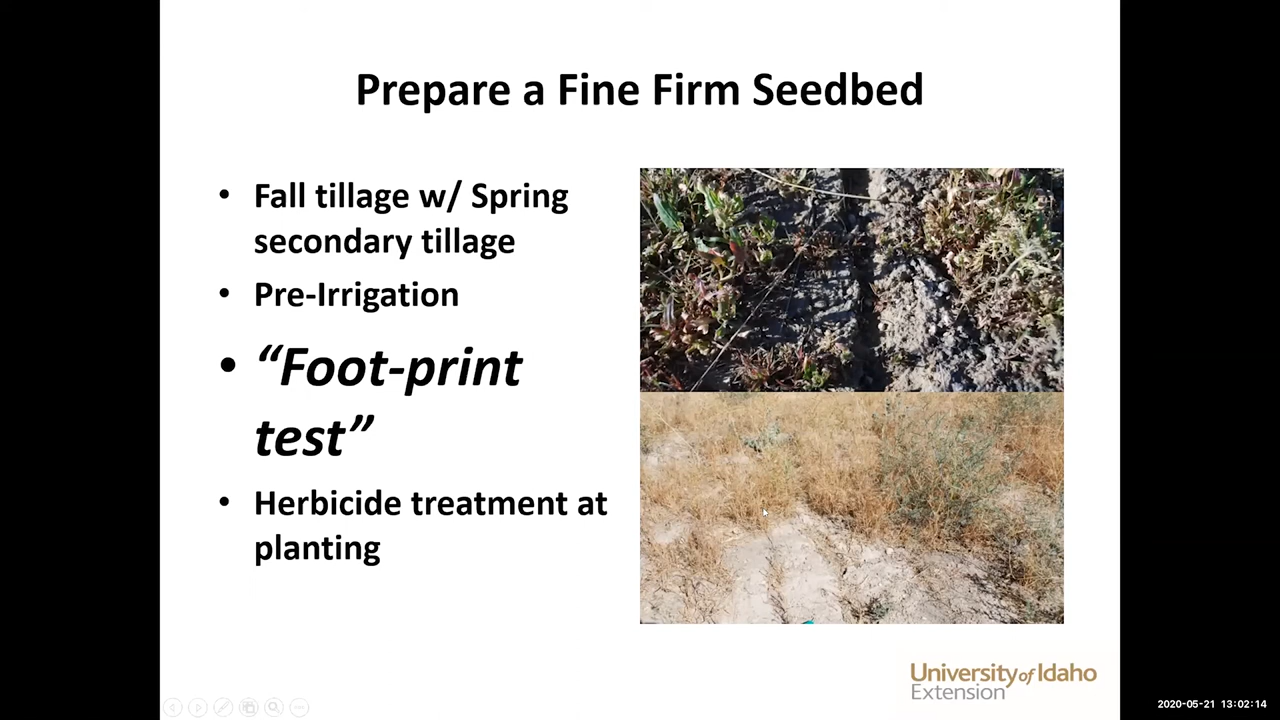 Prepare a Fine Firm Seedbed
• Fall tillage w/ Spring
secondary tillage
• Pre-Irrigation
• “Foot-print
test”
• Herbicide treatment at
planting
University of Idaho
Extension
2020-05-21 13:02:14